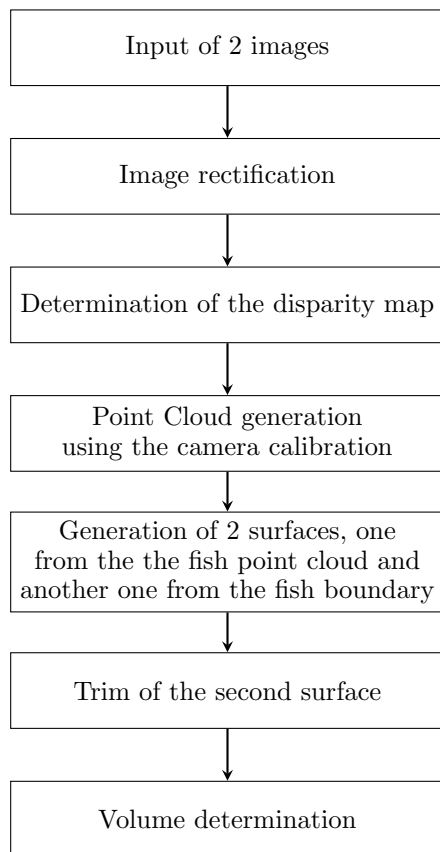 Input of 2 images
Image rectification
Determination of the disparity map
Point Cloud generation
using the camera calibration
Generation of 2 surfaces, one
from the the fish point cloud and
another one from the fish boundary
Trim of the second surface
Volume determination